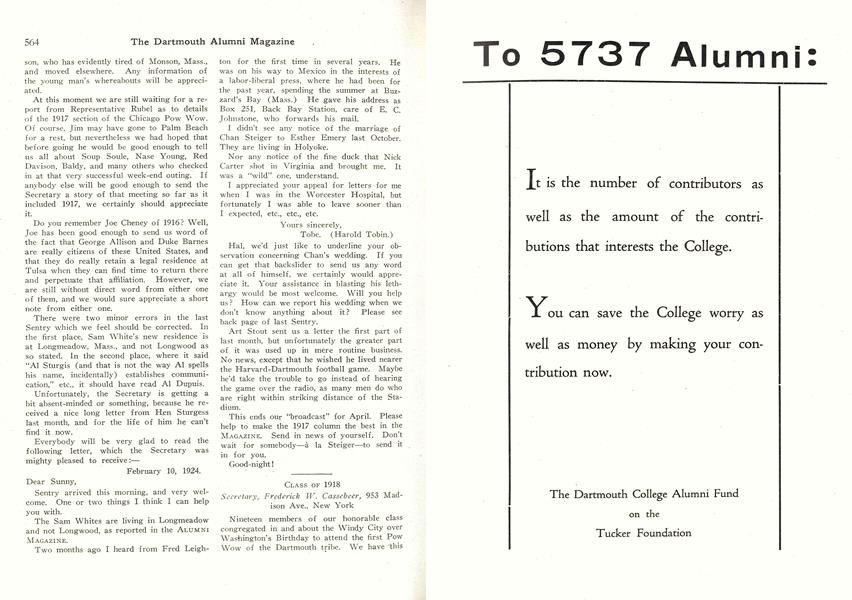 564
The Dartmouth Alumni Magazine
son, who has evidently tired of Monson, Mass.,
and moved elsewhere. Any information of
the young man's whereabouts will be appreci-
ated.
At this moment we are still waiting for a re-
port from Representative Rubel as to details
of the 1917 section of the Chicago Pow Wow.
Of course, Jim may have gone to Palm Beach
for a rest, but nevertheless we had hoped that
before going he would be good enough to tell
us all about Soup Soule, Nase Young, Red
Davison, Baldy, and many others who checked
in at that very successful week-end outing. If
anybody else will be good enough to send the
Secretary a story of that meeting so far as it
included 1917, we certainly should appreciate
it.
Do you remember Joe Cheney of 1916? Well,
Joe has been good enough to send us word of
the fact that George Allison and Duke Barnes
are really citizens of these United States, and
that they do really retain a legal residence at
Tulsa when they can find time to return there
and perpetuate that affiliation. However, we
are still without direct word from either one
of them, and we would sure appreciate a short
note from either one.
There were two minor errors in the last
Sentry which we feel should be corrected. In
the first place, Sam White's new residence is
at Longmeadow, Mass., and not Longwood as
so stated. In the second place, where it said
"Al Sturgis (and that is not the way Al spells
his name, incidentally) establishes communi-
cation," etc., it should have read Al Dupuis.
Unfortunately, the Secretary is getting a
bit absent-minded or something, because he re-
ceived a nice long letter from Hen Sturgess
last month, and for the life of him he can't
find it now.
Everybody will be very glad to read the
following letter, which the Secretary was
mighty pleased to receive:—
February 10, 1924.
Dear Sunny,
Sentry arrived this morning, and very wel-
come. One or two things I think I can help
you with.
The Sam Whites are living in Longmeadow
and not Longwood, as reported in the ALUMNI
MAGAZINE.
Two months ago I heard from Fred Leigh-
ton for the first time in several years. He
was on his way to Mexico in the interests of
a labor-liberal press, where he had been for
the past year, spending the summer at Buz-
zard's Bay (Mass.) He gave his address as
Box 251, Back Bay Station, care of E. C.
Johnstone, who forwards his mail.
I didn't see any notice of the marriage of
Chan Steiger to Esther Emery last October.
They are living in Holyoke.
Nor any notice of the fine duck that Nick
Carter shot in Virginia and brought me. It
was a "wild" one, understand.
I appreciated your appeal for letters for me
when I was in the Worcester Hospital, but
fortunately I was able to leave sooner than
I expected, etc., etc., etc.
Yours sincerely,
Tobe. (Harold Tobin.)
Hal, we'd just like to underline your ob-
servation concerning Chan's wedding. If you
can get that backslider to send us any word
at all of himself, we certainly would appre-
ciate it. Your assistance in blasting his leth-
argy would be most welcome. Will you help
us? How can we report his wedding when we
don't know anything about it? Please see
back page of last Sentry.
Art Stout sent us a letter the first part of
last month, but unfortunately the greater part
of it was used up in mere routine business.
No news, except that he wished he lived nearer
the Harvard-Dartmouth football game. Maybe
he'd take the trouble to go instead of hearing
the game over the radio, as many men do who
are right within striking distance of the Sta-
dium.
This ends our "broadcast" for April. Please
help to make the 1917 column the best in the
MAGAZINE. Send in news of yourself. Don't
wait for somebody—à la Steiger—to send it
in for you.
Good-night!
CLASS OF 1918
Secretary, Frederick W. Cassebeer, 953 Mad-
ison Ave., New York
Nineteen members of our honorable class
congregated in and about the Windy City over
Washington's Birthday to attend the first Pow
Wow of the Dartmouth tribe. We have this
To 5737 Alumni:
It is the number of contributors as
well as the amount of the contri-
butions that interests the College.
You can save the College worry as
well as money by making your con-
tribution now.
The Dartmouth College Alumni Fund
on the
Tucker Foundation